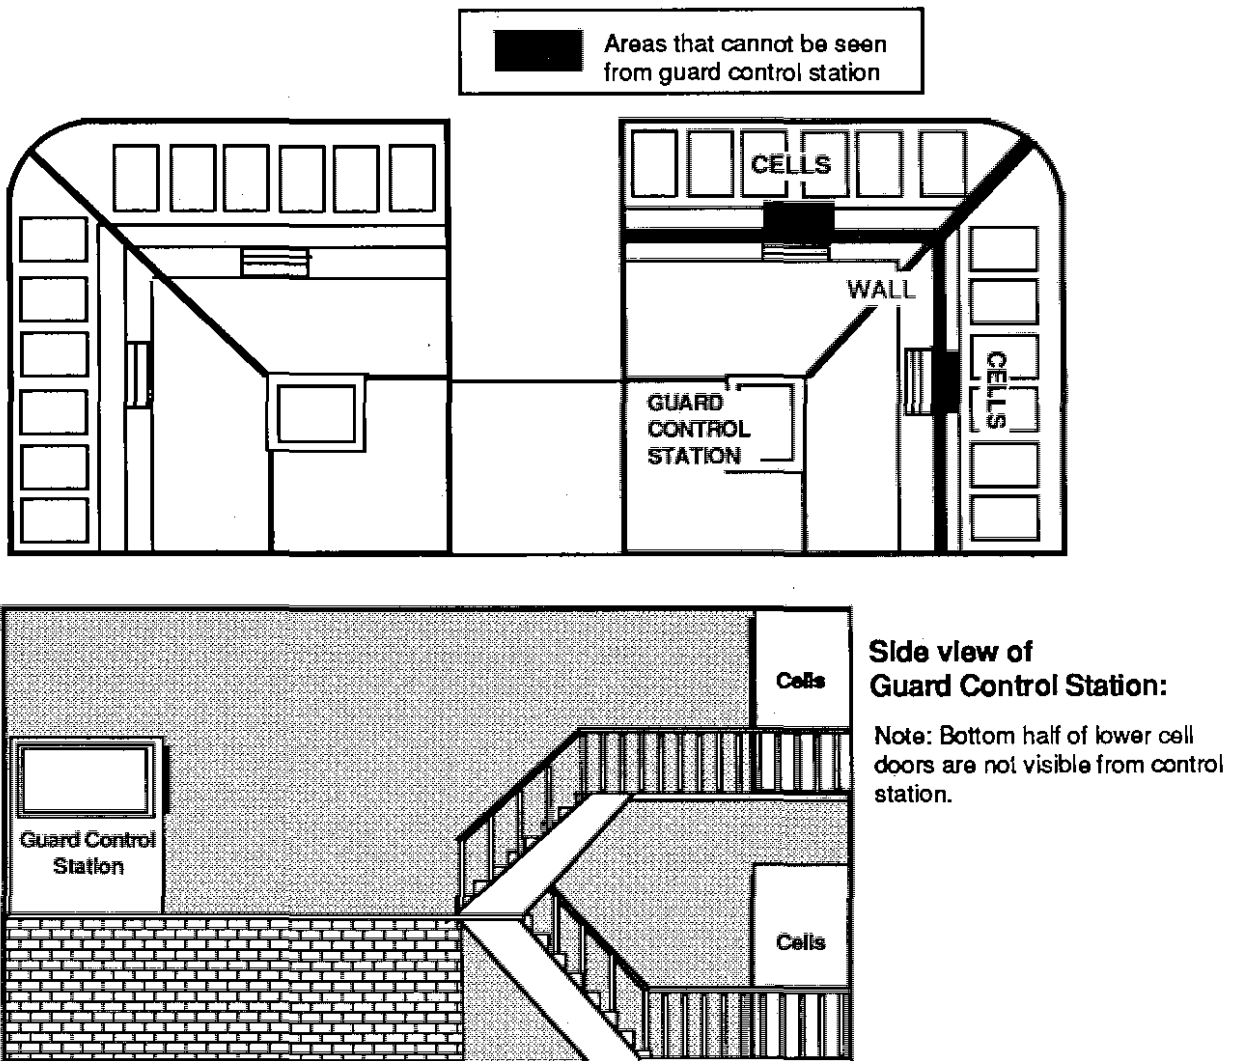 Areas that cannot be seen
from guard control station
CELLS
WALL
CELLS
GUARD
CONTROL
STATION
Cells
Side view of
Guard Control Station:
Note: Bottom half of lower cell
doors are not visible from control
station.
Guard Control
Station
Cells